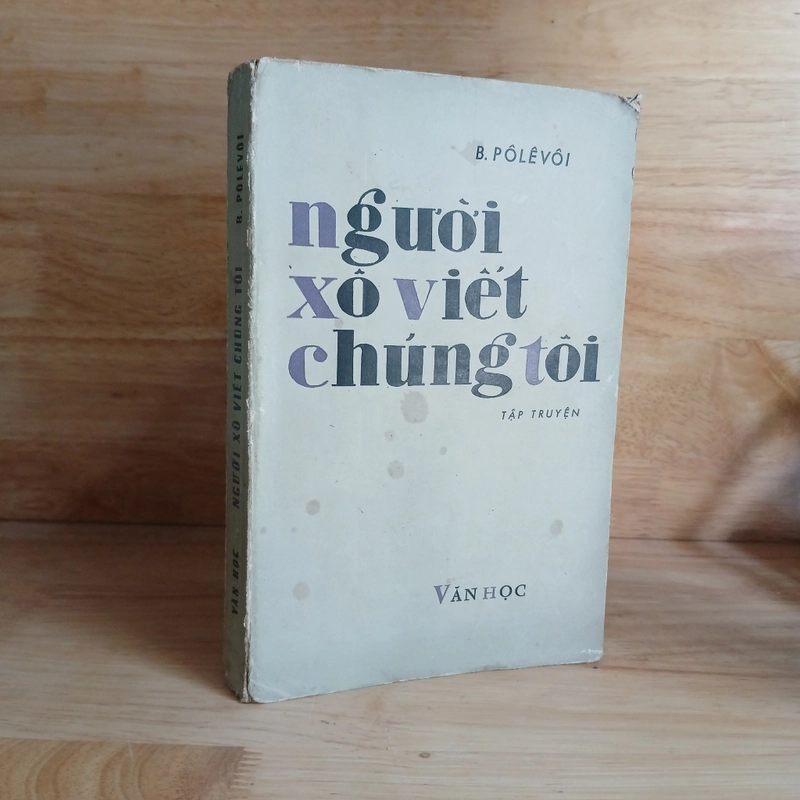 B. PÔLÊVÔI
người
xô viết
chúng tôi
TẬP TRUYỆN
VĂN HỌC
VĂN HỌC NGƯỜI XÔ VIẾT CHÚNG TÔI B. PÔLÊVÔI